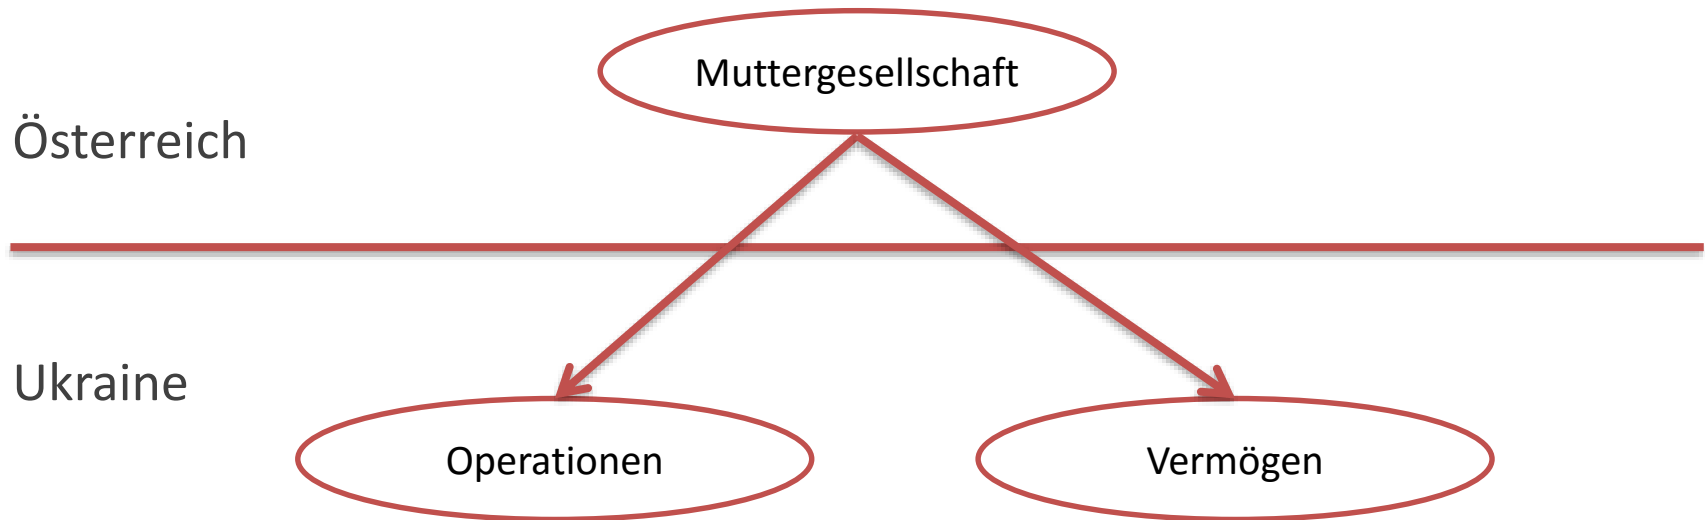 Muttergesellschaft
Österreich
Ukraine
Operationen
Vermögen